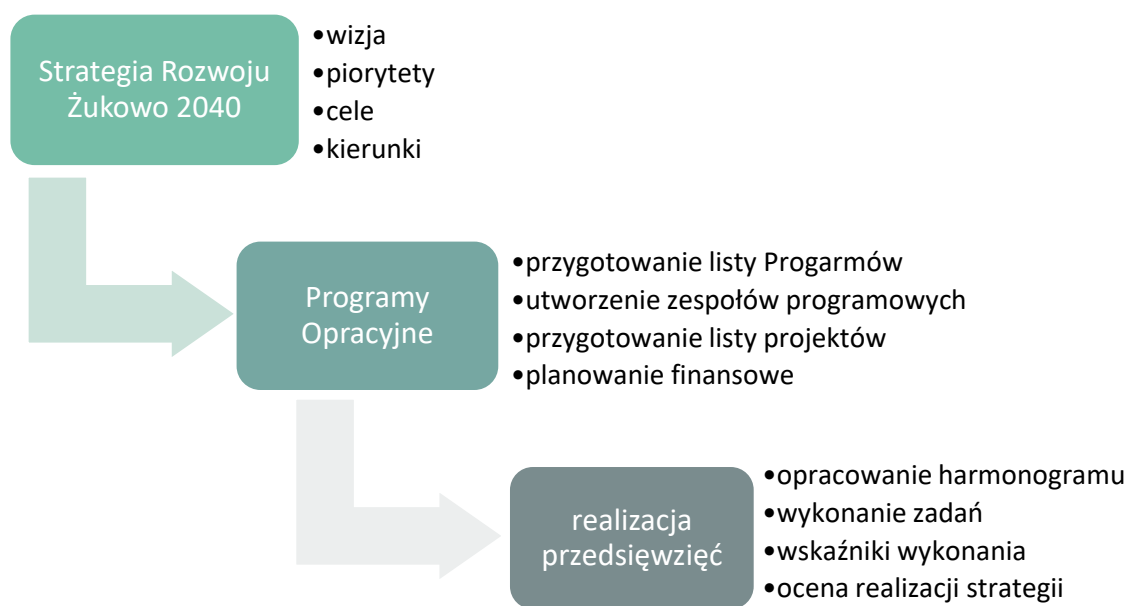 Strategia Rozwoju
Żukowo 2040
•wizja
•piorytety
•cele
•kierunki
Programy
Opracyjne
•przygotowanie listy Progarmów
•utworzenie zespołów programowych
•przygotowanie listy projektów
•planowanie finansowe
realizacja
przedsięwzięć
•opracowanie harmonogramu
•wykonanie zadań
•wskaźniki wykonania
•ocena realizacji strategii